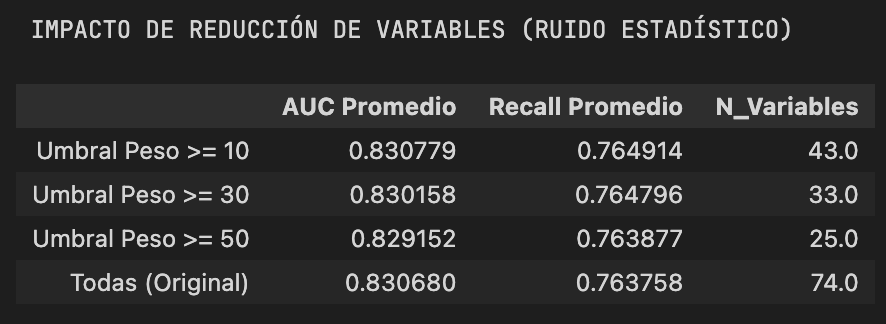 IMPACTO DE REDUCCIÓN DE VARIABLES (RUIDO ESTADÍSTICO)
AUC Promedio Recall Promedio N_Variables
Umbral Peso >= 10 0.830779 0.764914 43.0
Umbral Peso >= 30 0.830158 0.764796 33.0
Umbral Peso >= 50 0.829152 0.763877 25.0
Todas (Original) 0.830680 0.763758 74.0